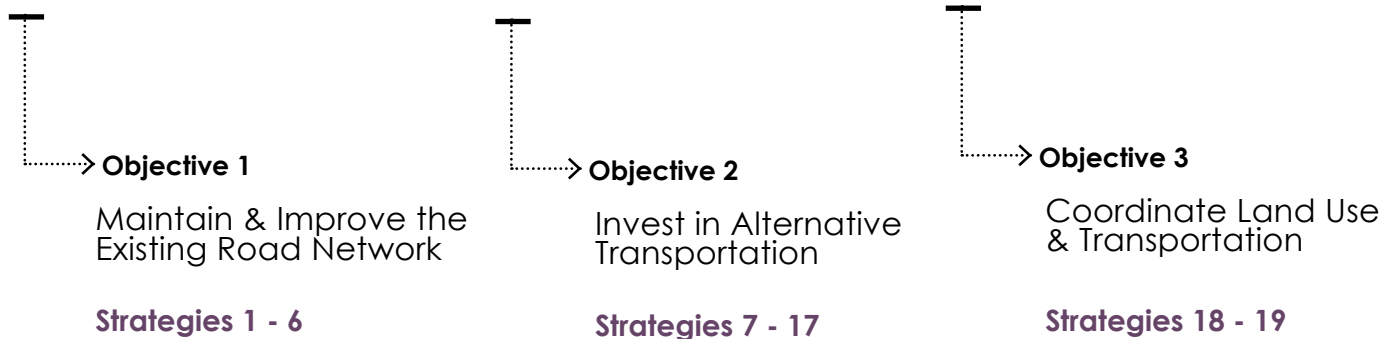 Objective 1
Maintain & Improve the
Existing Road Network
Strategies 1 - 6
Objective 2
Invest in Alternative
Transportation
Strategies 7 - 17
Objective 3
Coordinate Land Use
& Transportation
Strategies 18 - 19